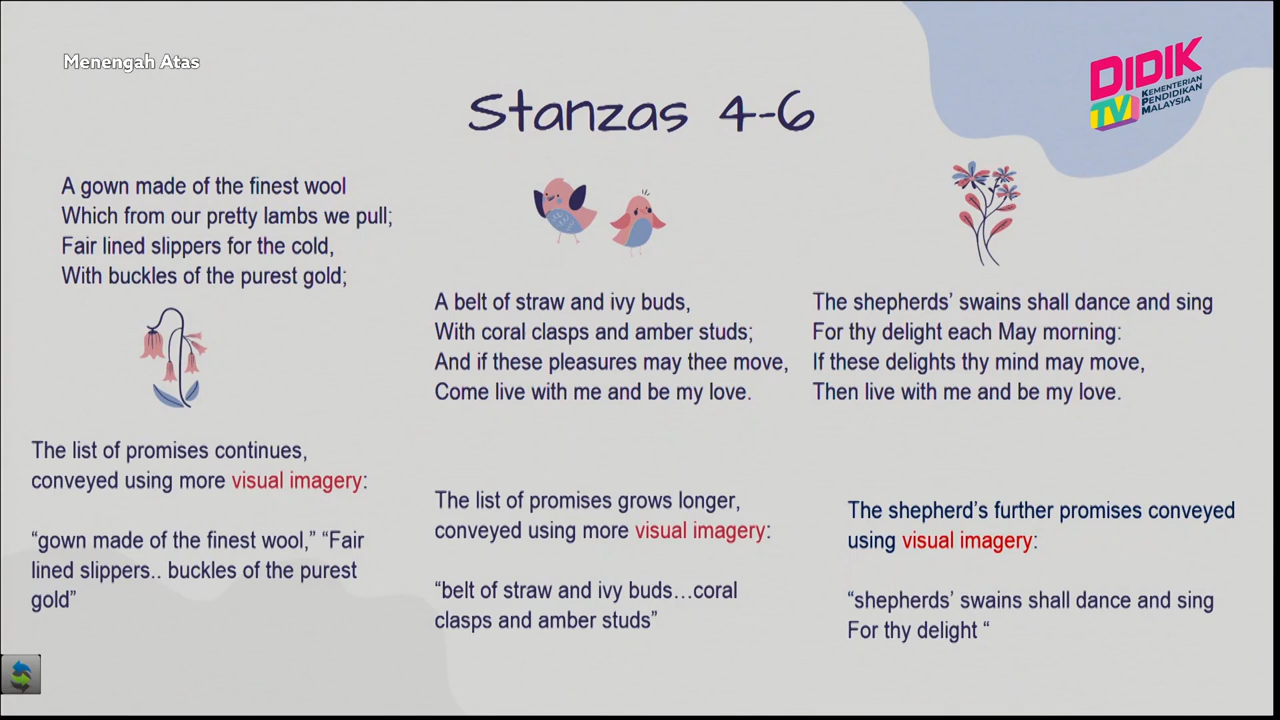 Menengah Atas
DIDIK
TV
KEMENTERIAN
PENDIDIKAN
MALAYSIA
Stanzas 4-6
A gown made of the finest wool
Which from our pretty lambs we pull;
Fair lined slippers for the cold,
With buckles of the purest gold;
The list of promises continues,
conveyed using more visual imagery:
“gown made of the finest wool,” “Fair
lined slippers.. buckles of the purest
gold”
A belt of straw and ivy buds,
With coral clasps and amber studs;
And if these pleasures may thee move,
Come live with me and be my love.
The list of promises grows longer,
conveyed using more visual imagery:
“belt of straw and ivy buds…coral
clasps and amber studs”
The shepherds’ swains shall dance and sing
For thy delight each May morning:
If these delights thy mind may move,
Then live with me and be my love.
The shepherd’s further promises conveyed
using visual imagery:
“shepherds’ swains shall dance and sing
For thy delight “